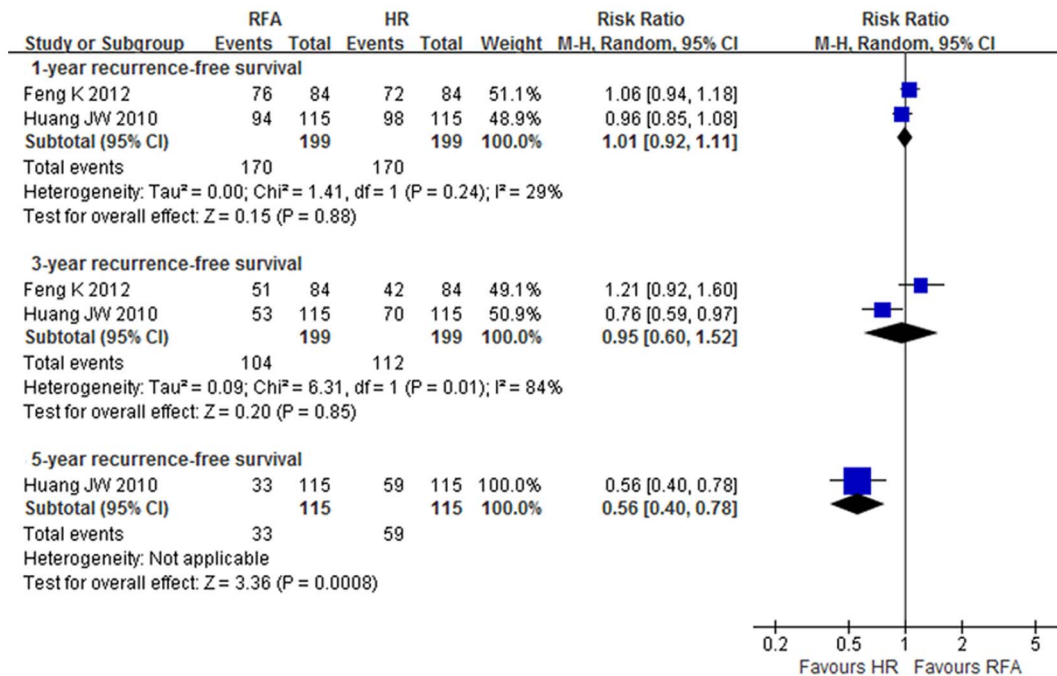 RFA HR Risk Ratio Risk Ratio
Study or Subgroup Events Total Events Total Weight M-H, Random, 95% CI M-H, Random, 95% CI
1-year recurrence-free survival
Feng K 2012 76 84 72 84 51.1% 1.06 [0.94, 1.18]
Huang JW 2010 94 115 98 115 48.9% 0.96 [0.85, 1.08]
Subtotal (95% CI) 199 199 100.0% 1.01 [0.92, 1.11]
Total events 170 170
Heterogeneity: Tau² = 0.00; Chi² = 1.41, df = 1 (P = 0.24); I² = 29%
Test for overall effect: Z = 0.15 (P = 0.88)
3-year recurrence-free survival
Feng K 2012 51 84 42 84 49.1% 1.21 [0.92, 1.60]
Huang JW 2010 53 115 70 115 50.9% 0.76 [0.59, 0.97]
Subtotal (95% CI) 199 199 100.0% 0.95 [0.60, 1.52]
Total events 104 112
Heterogeneity: Tau² = 0.09; Chi² = 6.31, df = 1 (P = 0.01); I² = 84%
Test for overall effect: Z = 0.20 (P = 0.85)
5-year recurrence-free survival
Huang JW 2010 33 115 59 115 100.0% 0.56 [0.40, 0.78]
Subtotal (95% CI) 115 115 100.0% 0.56 [0.40, 0.78]
Total events 33 59
Heterogeneity: Not applicable
Test for overall effect: Z = 3.36 (P = 0.0008)
0.2 0.5 1 2 5
Favours HR Favours RFA